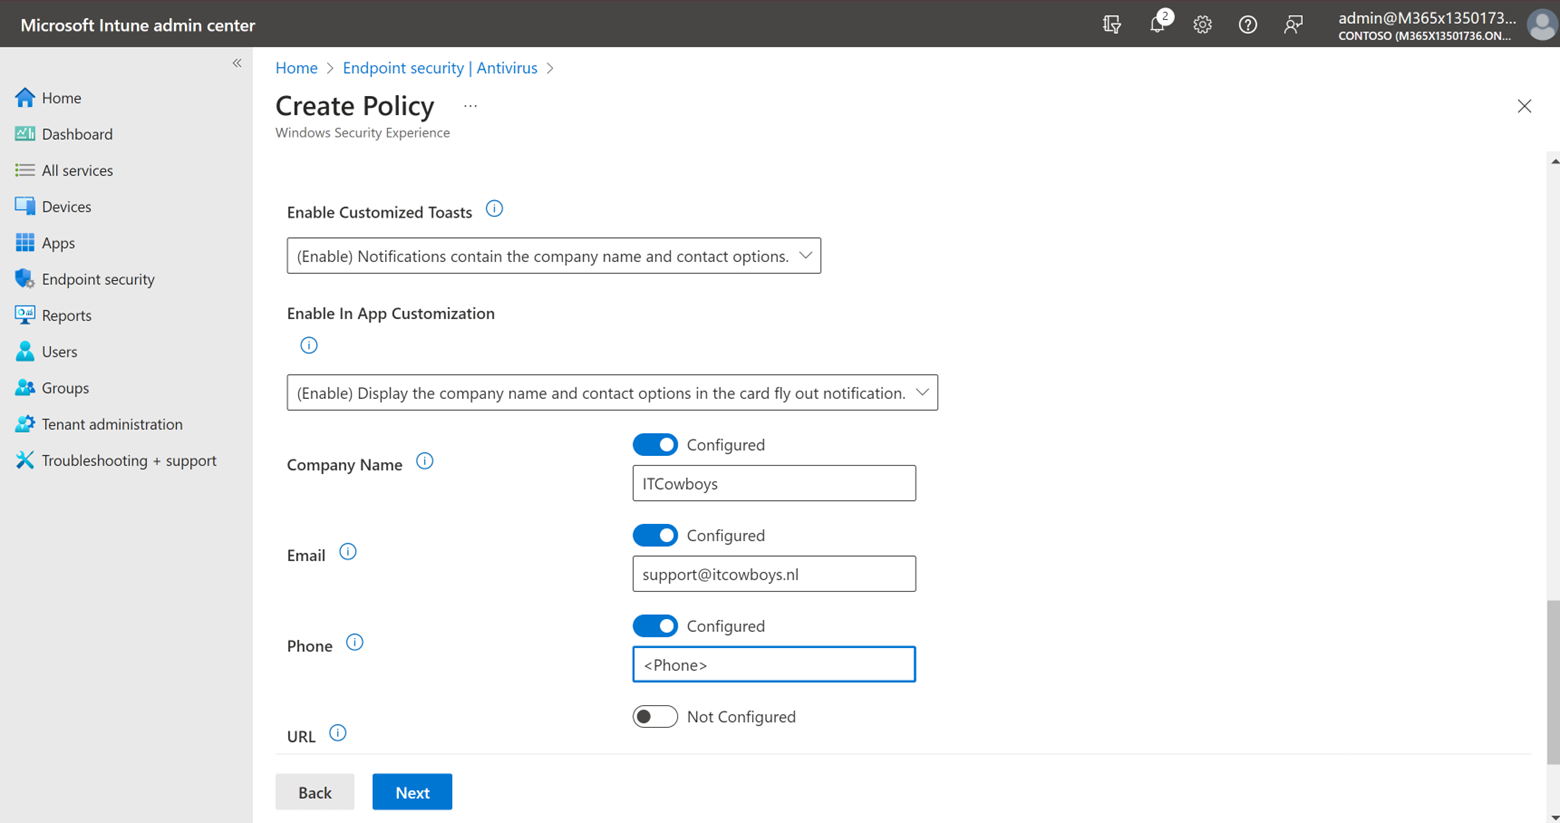 Microsoft Intune admin center
2
admin@M365x1350173...
CONTOSO (M365X13501736.ON...
«
Home
Dashboard
All services
Devices
Apps
Endpoint security
Reports
Users
Groups
Tenant administration
Troubleshooting + support
Home > Endpoint security | Antivirus >
Create Policy ...
Windows Security Experience
Enable Customized Toasts
(Enable) Notifications contain the company name and contact options.
Enable In App Customization
(Enable) Display the company name and contact options in the card fly out notification.
Configured
Company Name
ITCowboys
Configured
Email
support@itcowboys.nl
Configured
Phone
<Phone>
Not Configured
URL
Back
Next